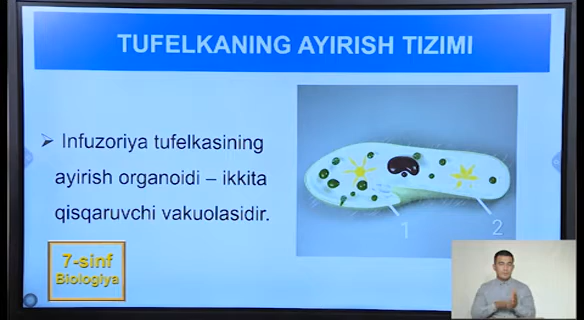 TUFELKANING AYIRISH TIZIMI
➢ Infuzoriya tufelkasining
ayirish organoidi – ikkita
qisqaruvchi vakuolasidir.
1
2
7-sinf
Biologiya